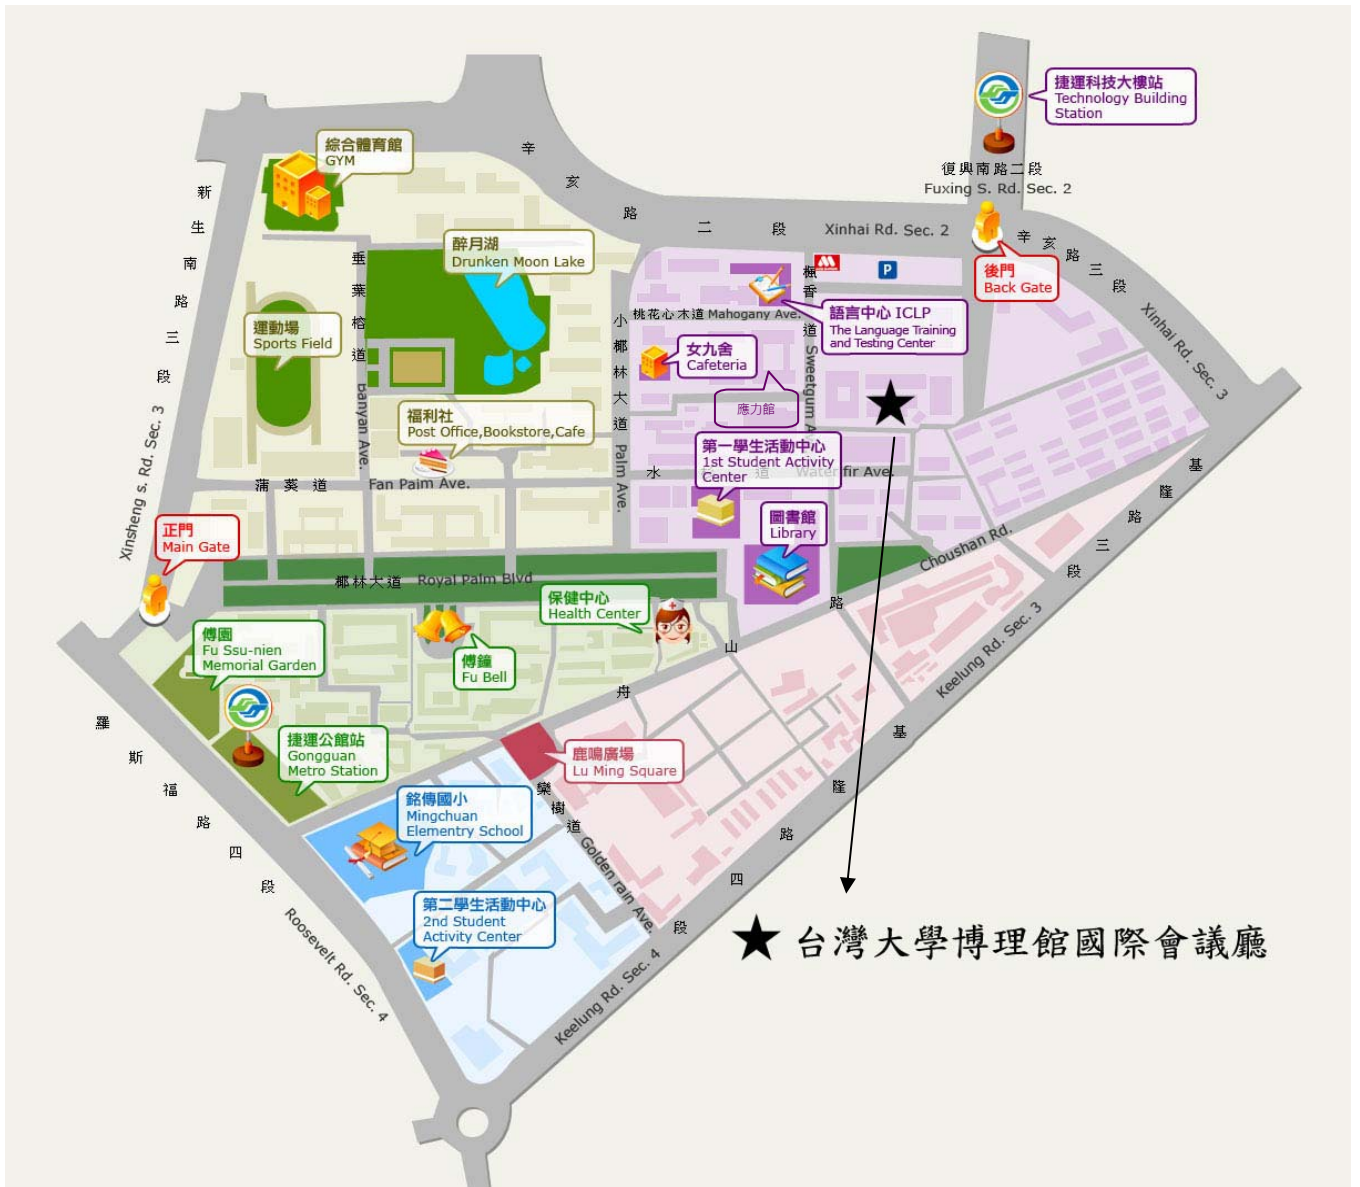 捷運科技大樓站
Technology Building
Station
復興南路二段
Fuxing S. Rd. Sec. 2
綜合體育館
GYM
辛亥路二段
Xinhai Rd. Sec. 2
新生南路三段
Xinsheng s. Rd. Sec. 3
醉月湖
Drunken Moon Lake
後門
Back Gate
辛亥路三段
Xinhai Rd. Sec. 3
Xinhai Rd. Sec. 3
P
垂葉榕道
Banyan Ave.
楓香道
Sweetgum A
語言中心 ICLP
The Language Training
and Testing Center
桃花心木道 Mahogany Ave.
小椰林大道
Palm Ave.
運動場
Sports Field
女九舍
Cafeteria
應力館
福利社
Post Office,Bookstore,Cafe
第一學生活動中心
1st Student Activity
Center
水 道
Water fir Ave.
蒲葵道
Fan Palm Ave.
圖書館
Library
正門
Main Gate
椰林大道 Royal Palm Blvd
保健中心
Health Center
舟山路
Choushan Rd.
基隆路三段
Keelung Rd. Sec. 3
傅園
Fu Ssu-nien
Memorial Garden
傅鐘
Fu Bell
捷運公館站
Gongguan
Metro Station
鹿鳴廣場
Lu Ming Square
欒樹道
Golden rain Ave.
銘傳國小
Mingchuan
Elementry School
羅斯福路四段
Roosevelt Rd. Sec. 4
第二學生活動中心
2nd Student
Activity Center
基隆路四段
Keelung Rd. Sec. 4
★ 台灣大學博理館國際會議廳